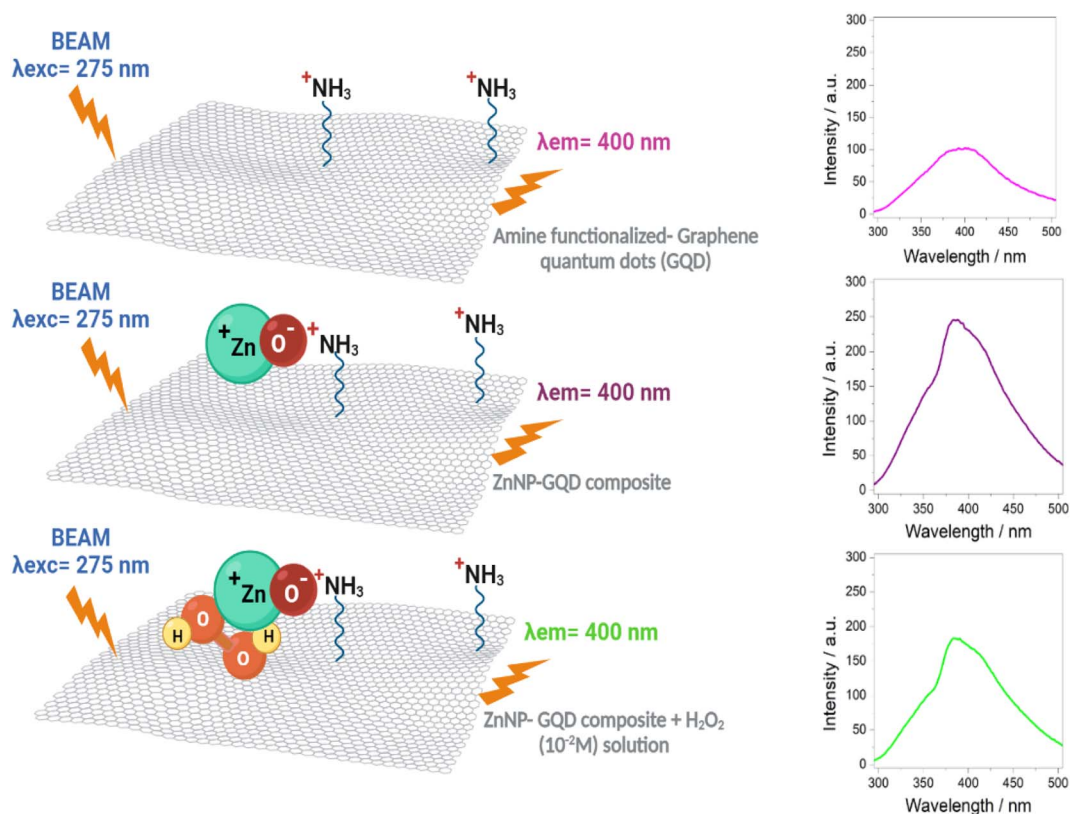 BEAM
λexc= 275 nm
+NH₃
+NH₃
λem= 400 nm
Amine functionalized- Graphene
quantum dots (GQD)
300
250
200
150
100
50
0
Intensity / a.u.
300 350 400 450 500
Wavelength / nm
BEAM
λexc= 275 nm
+Zn
O⁻
+NH₃
+NH₃
λem= 400 nm
ZnNP-GQD composite
300
250
200
150
100
50
0
Intensity / a.u.
300 350 400 450 500
Wavelength / nm
BEAM
λexc= 275 nm
+Zn
O⁻
+NH₃
+NH₃
O
H
H
O
λem= 400 nm
ZnNP- GQD composite + H₂O₂
(10⁻²M) solution
300
250
200
150
100
50
0
Intensity / a.u.
300 350 400 450 500
Wavelength / nm